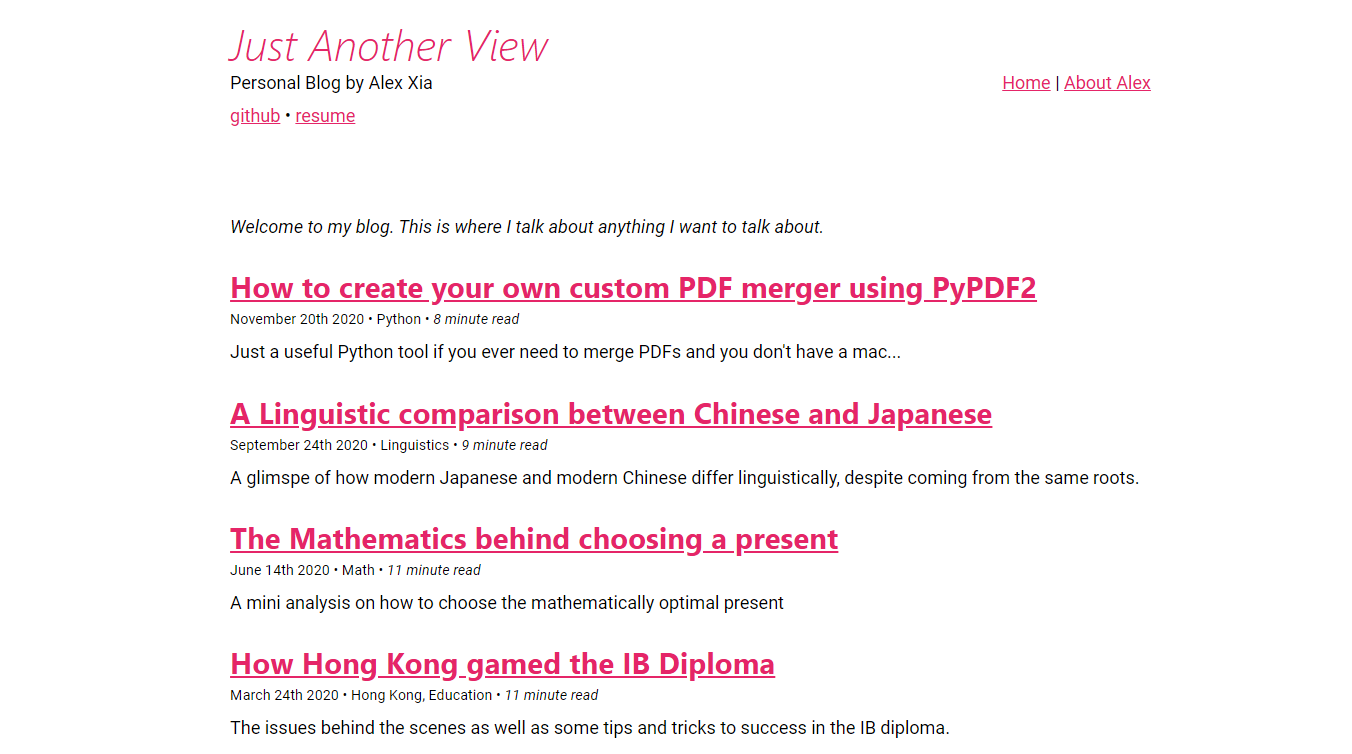 Just Another View
Personal Blog by Alex Xia
Home | About Alex
github • resume
Welcome to my blog. This is where I talk about anything I want to talk about.
How to create your own custom PDF merger using PyPDF2
November 20th 2020 • Python • 8 minute read
Just a useful Python tool if you ever need to merge PDFs and you don't have a mac...
A Linguistic comparison between Chinese and Japanese
September 24th 2020 • Linguistics • 9 minute read
A glimspe of how modern Japanese and modern Chinese differ linguistically, despite coming from the same roots.
The Mathematics behind choosing a present
June 14th 2020 • Math • 11 minute read
A mini analysis on how to choose the mathematically optimal present
How Hong Kong gamed the IB Diploma
March 24th 2020 • Hong Kong, Education • 11 minute read
The issues behind the scenes as well as some tips and tricks to success in the IB diploma.